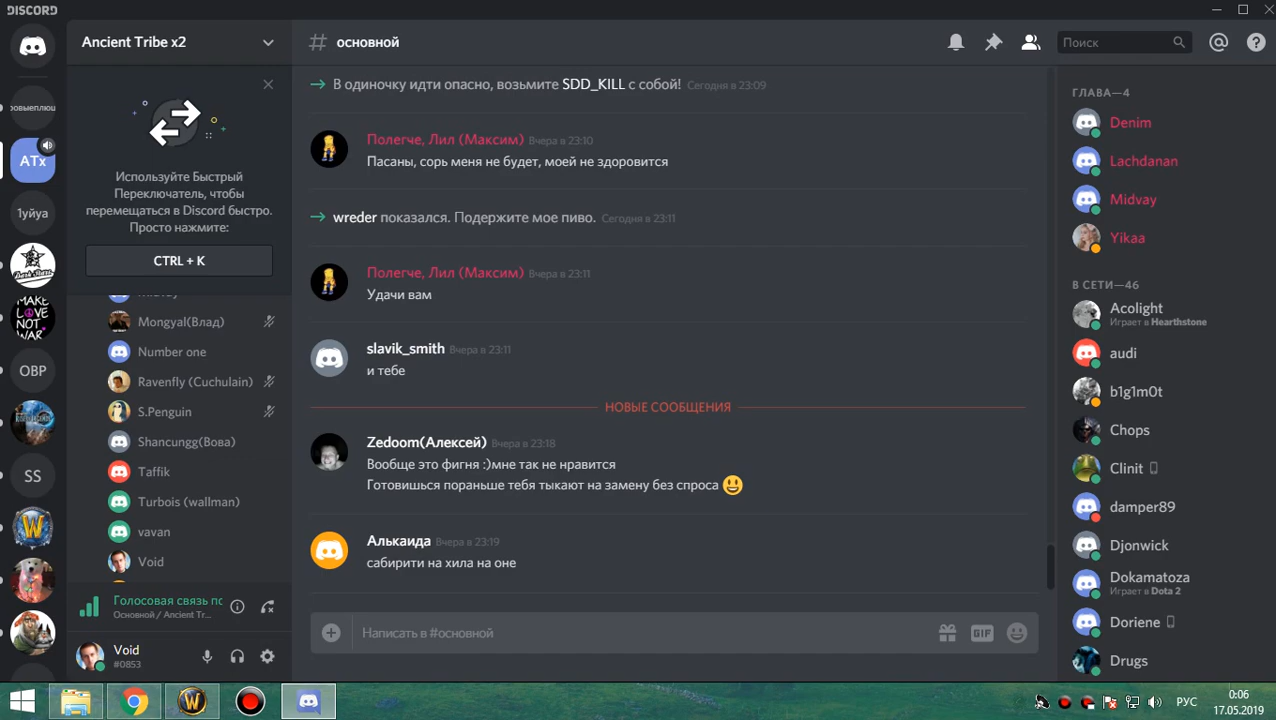 DISCORD
Ancient Tribe x2
основной
Поиск
ровыеплющ
ATx
1уйуа
MAKE LOVE NOT WAR
OBP
SS
Используйте Быстрый
Переключатель, чтобы
перемещаться в Discord быстро.
Просто нажмите:
CTRL + K
Mongyal(Влад)
Number one
Ravenfly (Cuchulain)
S.Penguin
Shancungg(Вова)
Taffik
Turbois (wallman)
vavan
Void
Голосовая связь по
Основной / Ancient Tr...
Void
#0853
В одиночку идти опасно, возьмите SDD_KILL с собой! Сегодня в 23:09
Полегче, Лил (Максим) Вчера в 23:10
Пасаны, сорь меня не будет, моей не здоровится
wreder показался. Подержите мое пиво. Сегодня в 23:11
Полегче, Лил (Максим) Вчера в 23:11
Удачи вам
slavik_smith Вчера в 23:11
и тебе
НОВЫЕ СООБЩЕНИЯ
Zedoom(Алексей) Вчера в 23:18
Вообще это фигня :)мне так не нравится
Готовишься пораньше тебя тыкают на замену без спроса
Алькаида Вчера в 23:19
сабирити на хила на оне
Написать в #основной
GIF
ГЛАВА—4
Denim
Lachdanan
Midvay
Yikaa
В СЕТИ—46
Acolight
Играет в Hearthstone
audi
b1g1m0t
Chops
Clinit
damper89
Djonwick
Dokamatoza
Играет в Dota 2
Doriene
Drugs
РУС
0:06
17.05.2019